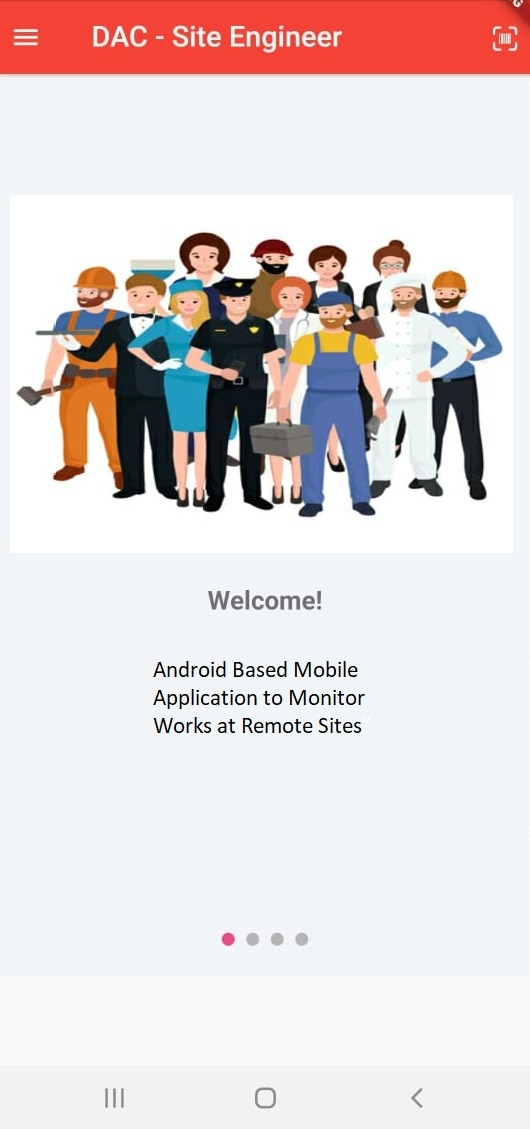 DAC - Site Engineer
Welcome!
Android Based Mobile
Application to Monitor
Works at Remote Sites